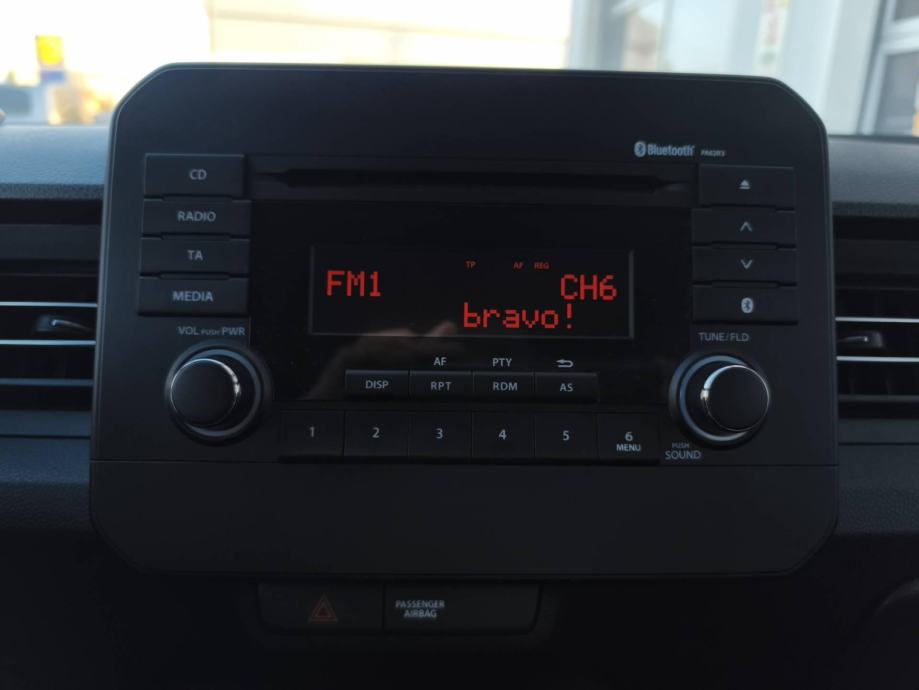 Bluetooth
CD
RADIO
TA
MEDIA
TP AF REG
FM1 CH6
bravo!
VOL PUSH PWR
TUNE/FLD
AF PTY
DISP RPT RDM AS
1 2 3 4 5 6
MENU
PUSH
SOUND
PASSENGER
AIRBAG